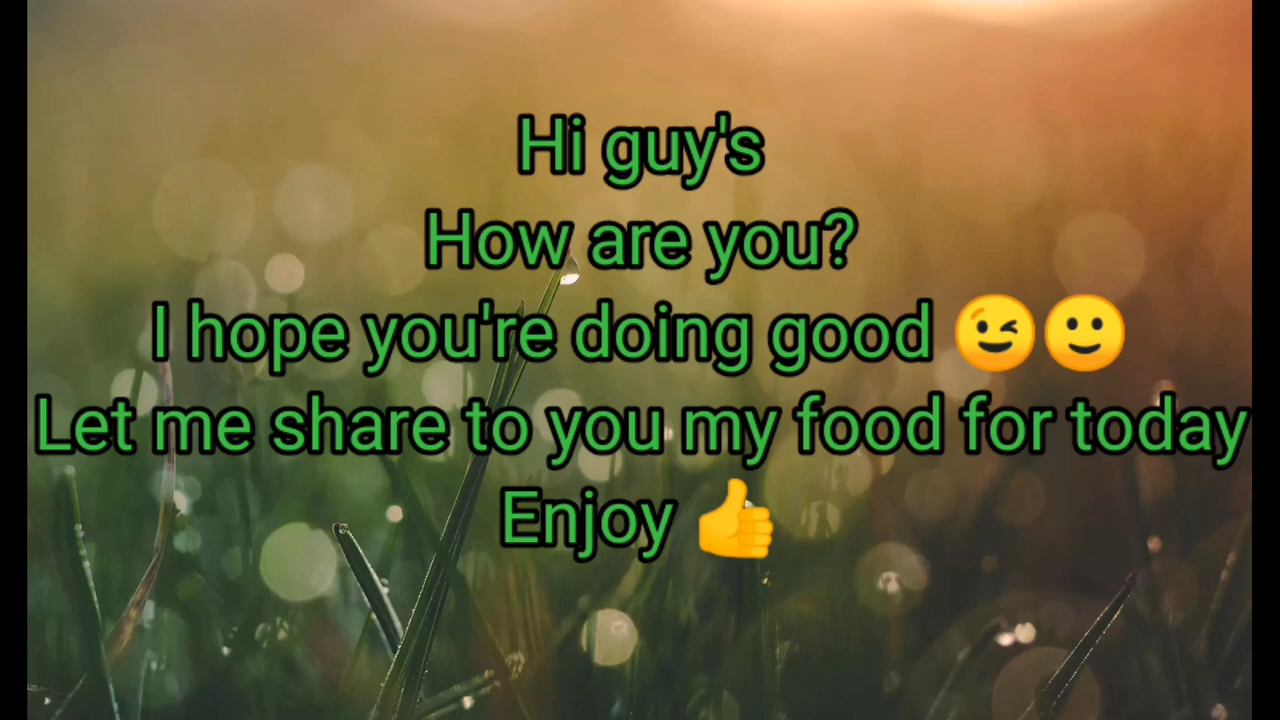 Hi guy's
How are you?
I hope you're doing good 😉🙂
Let me share to you my food for today
Enjoy 👍